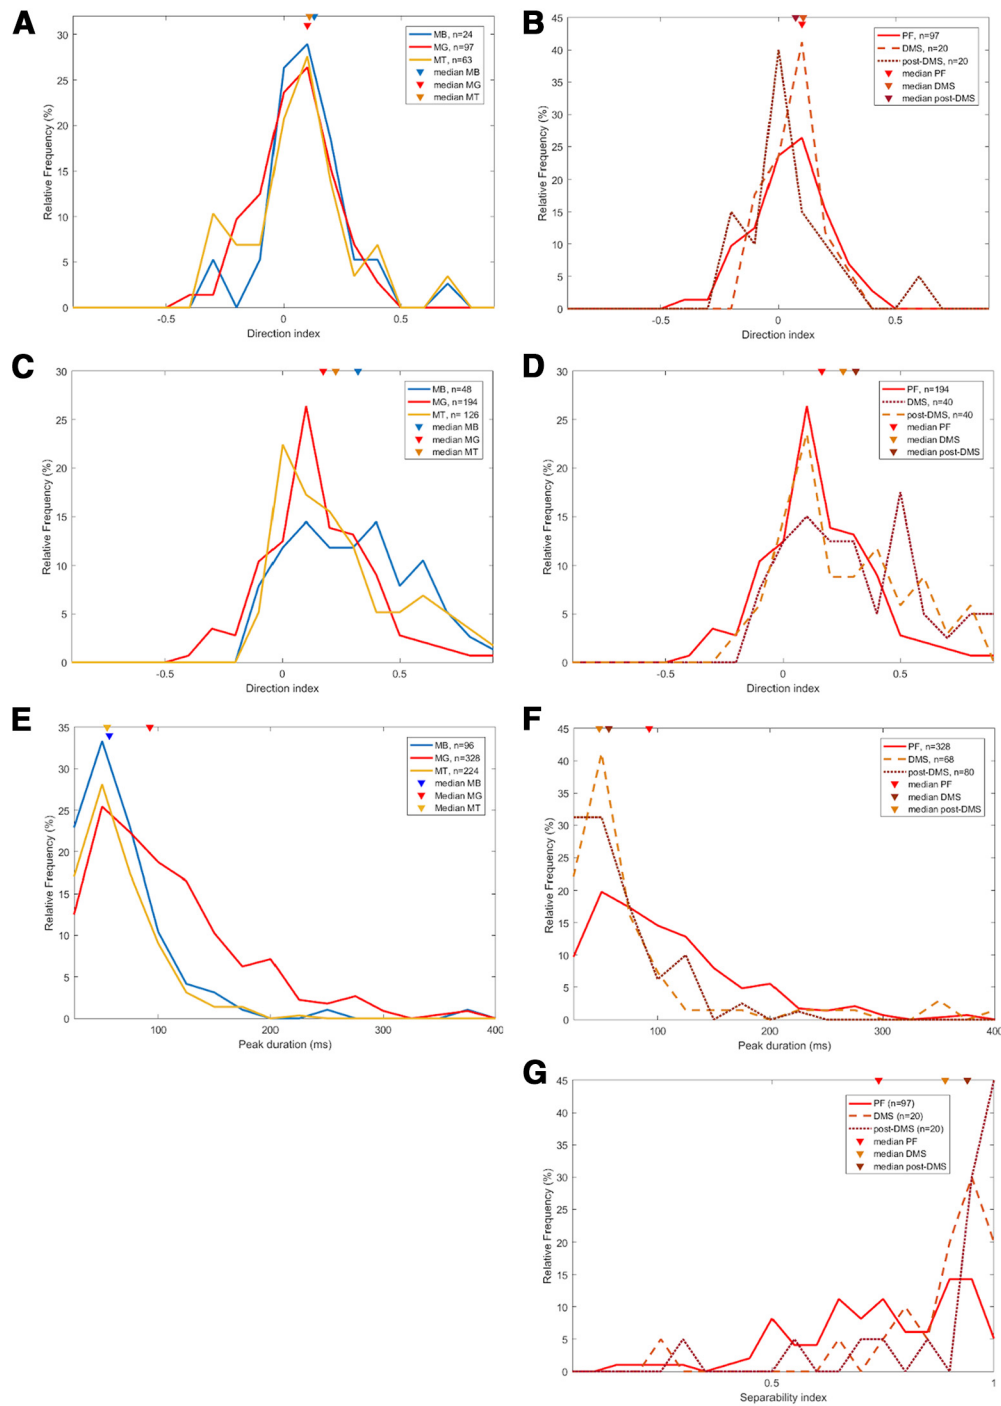 A
30
25
20
15
10
5
0
-0.5
0
0.5
Relative Frequency (%)
Direction index
MB, n=24
MG, n=97
MT, n=63
median MB
median MG
median MT
B
45
40
35
30
25
20
15
10
5
0
-0.5
0
0.5
Relative Frequency (%)
Direction index
PF, n=97
DMS, n=20
post-DMS, n=20
median PF
median DMS
median post-DMS
C
30
25
20
15
10
5
0
-0.5
0
0.5
Relative Frequency (%)
Direction index
MB, n=48
MG, n=194
MT, n= 126
median MB
median MG
median MT
D
30
25
20
15
10
5
0
-0.5
0
0.5
Relative Frequency (%)
Direction index
PF, n=194
DMS, n=40
post-DMS, n=40
median PF
median DMS
median post-DMS
E
35
30
25
20
15
10
5
0
100
200
300
400
Relative Frequency (%)
Peak duration (ms)
MB, n=96
MG, n=328
MT, n=224
median MB
Median MG
Median MT
F
45
40
35
30
25
20
15
10
5
0
100
200
300
400
Relative Frequency (%)
Peak duration (ms)
PF, n=328
DMS, n=68
post-DMS, n=80
median PF
median DMS
median post-DMS
G
45
40
35
30
25
20
15
10
5
0
0.5
1
Relative Frequency (%)
Separability index
PF (n=97)
DMS (n=20)
post-DMS (n=20)
median PF
median DMS
median post-DMS